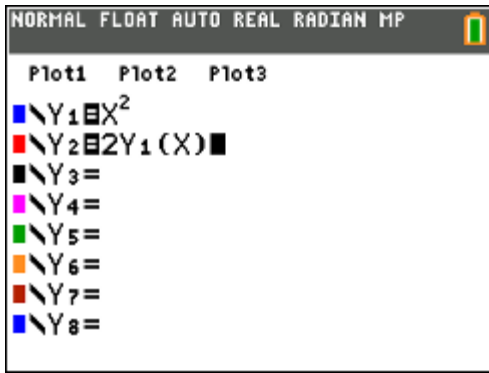 NORMAL FLOAT AUTO REAL RADIAN MP
Plot1 Plot2 Plot3
\Y₁=X²
\Y₂=2Y₁(X)
\Y₃=
\Y₄=
\Y₅=
\Y₆=
\Y₇=
\Y₈=